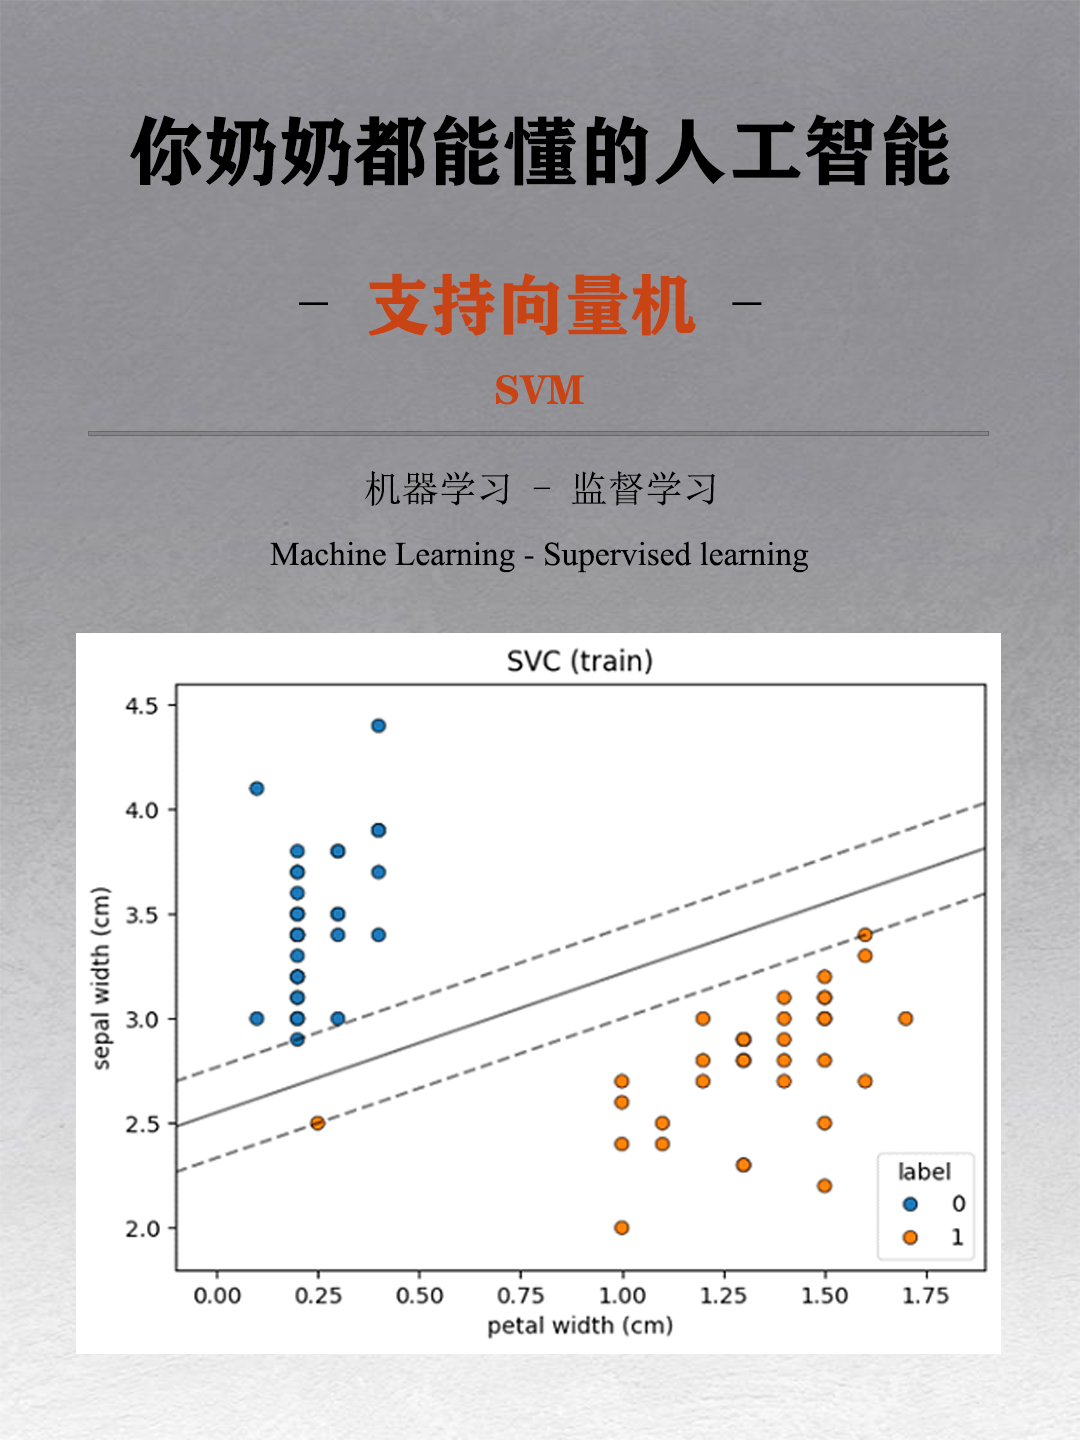 你奶奶都能懂的人工智能
- 支持向量机 -
SVM
机器学习 - 监督学习
Machine Learning - Supervised learning
SVC (train)
4.5
4.0
3.5
3.0
2.5
2.0
sepal width (cm)
label
0
1
0.00 0.25 0.50 0.75 1.00 1.25 1.50 1.75
petal width (cm)